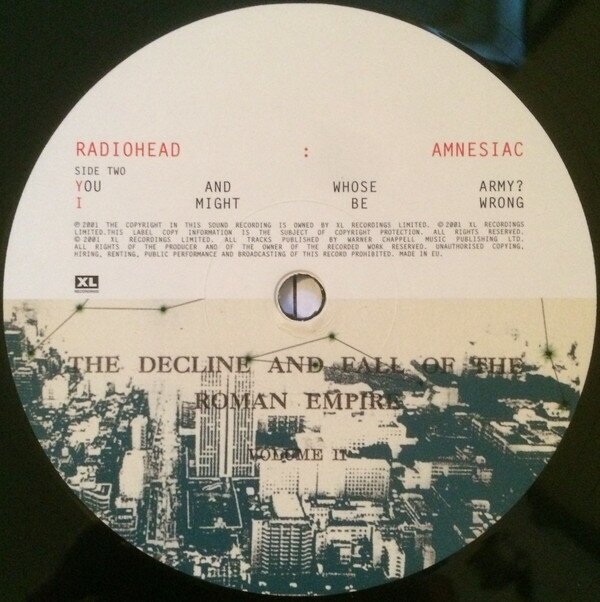 RADIOHEAD : AMNESIAC
SIDE TWO
YOU AND WHOSE ARMY?
I MIGHT BE WRONG
℗ 2001 THE COPYRIGHT IN THIS SOUND RECORDING IS OWNED BY XL RECORDINGS LIMITED. © 2001 XL RECORDINGS
LIMITED.THIS LABEL COPY INFORMATION IS THE SUBJECT OF COPYRIGHT PROTECTION. ALL RIGHTS RESERVED.
© 2001 XL RECORDINGS LIMITED. ALL TRACKS PUBLISHED BY WARNER CHAPPELL MUSIC PUBLISHING LTD.
ALL RIGHTS OF THE PRODUCER AND OF THE OWNER OF THE RECORDED WORK RESERVED. UNAUTHORISED COPYING,
HIRING, RENTING, PUBLIC PERFORMANCE AND BROADCASTING OF THIS RECORD PROHIBITED. MADE IN EU.
XL
RECORDINGS
THE DECLINE AND FALL OF THE
ROMAN EMPIRE
VOLUME II